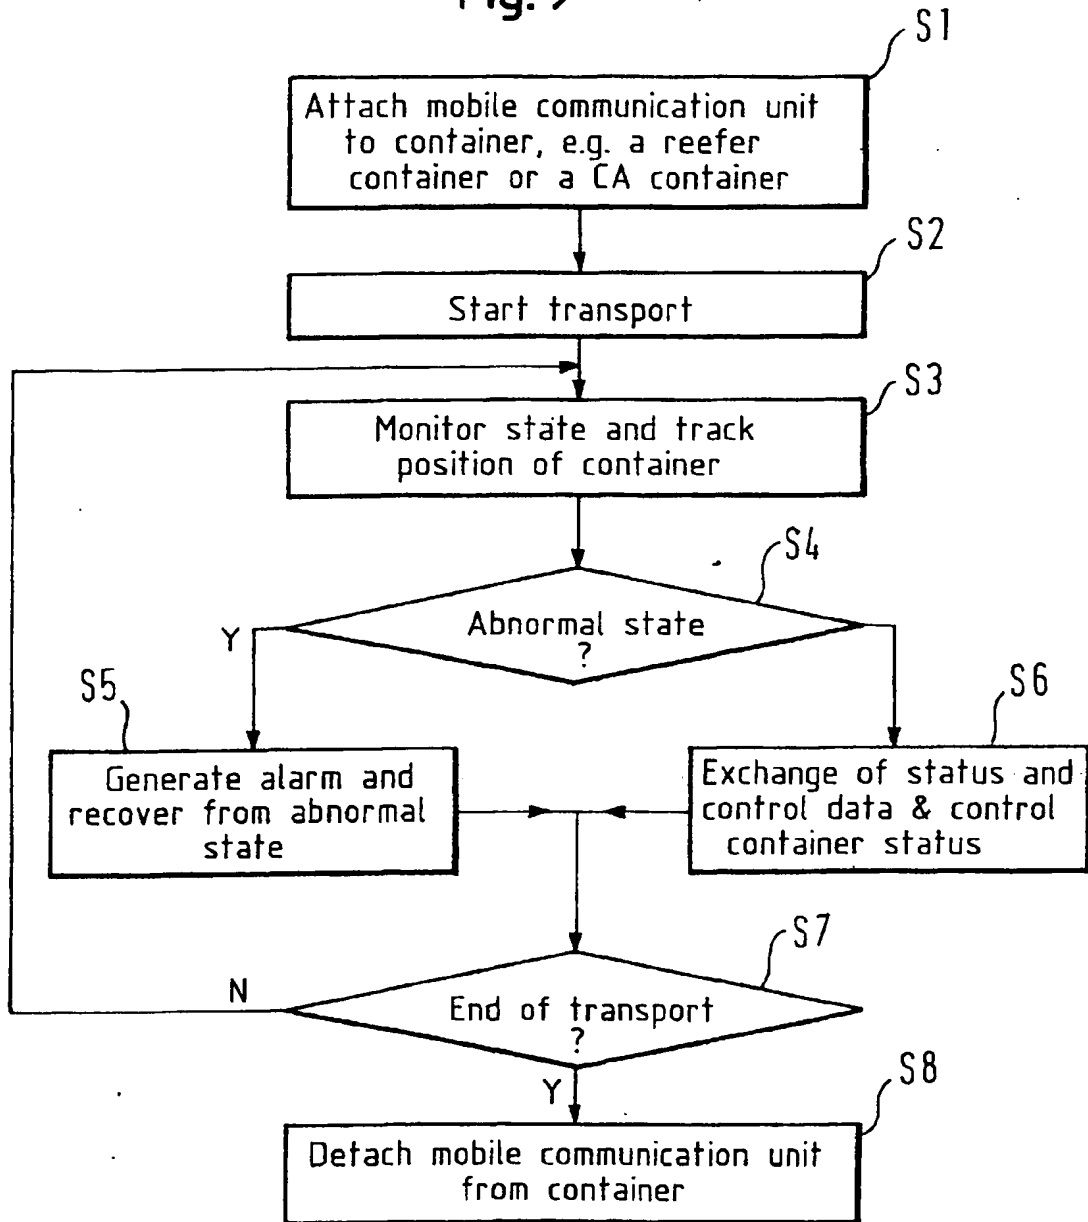 S1
Attach mobile communication unit
to container, e.g. a reefer
container or a CA container
S2
Start transport
S3
Monitor state and track
position of container
S4
Abnormal state
?
Y
S5
Generate alarm and
recover from abnormal
state
S6
Exchange of status and
control data & control
container status
S7
End of transport
?
N
Y
S8
Detach mobile communication unit
from container